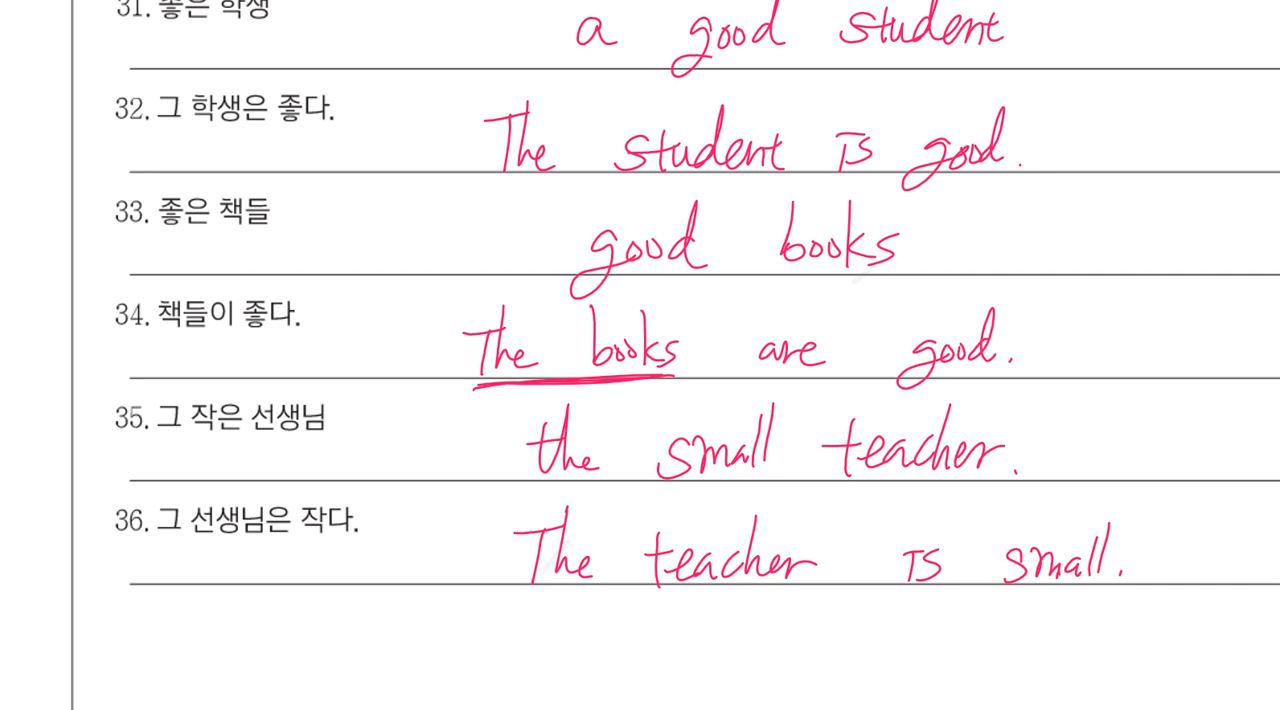 31. 좋은 학생
a good student
32. 그 학생은 좋다.
The student is good.
33. 좋은 책들
good books
34. 책들이 좋다.
The books are good.
35. 그 작은 선생님
the small teacher.
36. 그 선생님은 작다.
The teacher is small.